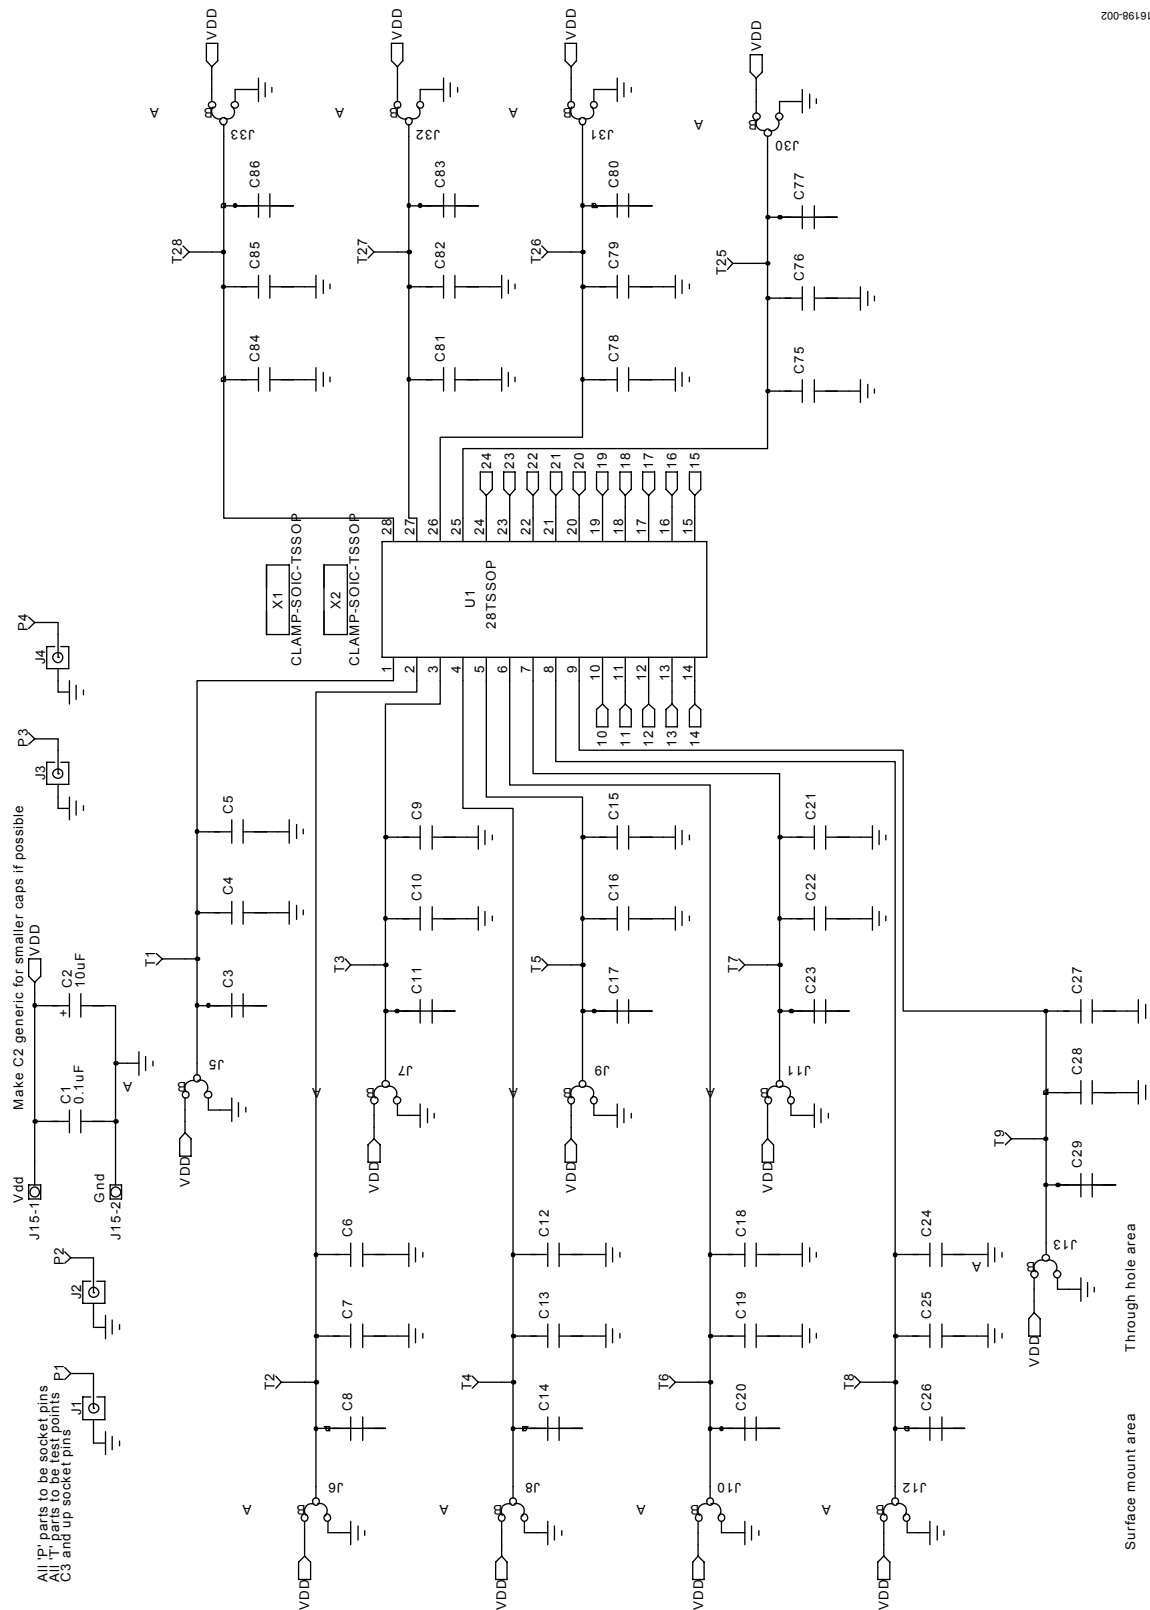 16198-002
All 'P' parts to be socket pins
All 'T' parts to be test points
C3 and up socket pins
P1
J1
P2
J2
Vdd
J15-1
Gnd
J15-2
Make C2 generic for smaller caps if possible
C1
0.1uF
+
C2
10uF
VDD
A
P3
J3
P4
J4
VDD
B
J5
C3
T1
C4
C5
VDD
B
J6
A
C8
T2
C7
C6
A
VDD
B
J7
C11
T3
C10
C9
VDD
B
J8
A
C14
T4
C13
C12
A
VDD
B
J9
C17
T5
C16
C15
VDD
B
J10
A
C20
T6
C19
C18
A
VDD
B
J11
C23
T7
C22
C21
VDD
B
J12
A
C26
T8
C25
C24
A
VDD
B
J13
C29
T9
C28
C27
X1
CLAMP-SOIC-TSSOP
X2
CLAMP-SOIC-TSSOP
U1
28TSSOP
1
2
3
4
5
6
7
8
9
10
11
12
13
14
10
11
12
13
14
28
27
26
25
24
23
22
21
20
19
18
17
16
15
24
23
22
21
20
19
18
17
16
15
C84
C85
T28
C86
J33
B
A
VDD
C81
C82
T27
C83
J32
B
A
VDD
C78
C79
T26
C80
J31
B
A
VDD
C75
C76
T25
C77
J30
B
A
VDD
Surface mount area
Through hole area